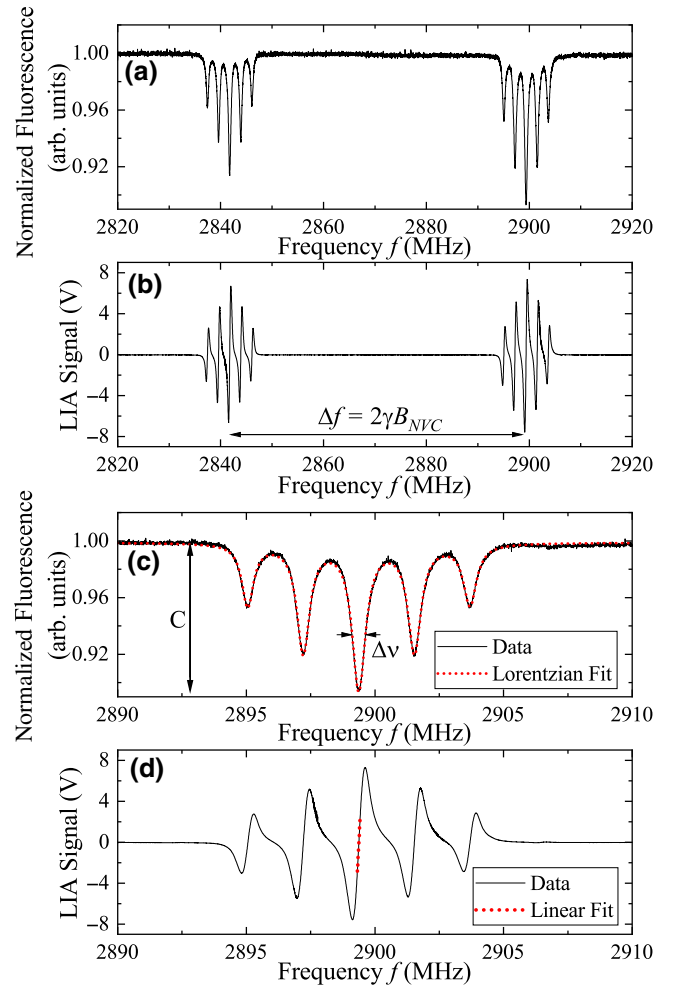 Normalized Fluorescence
(arb. units)
1.00
0.96
0.92
(a)
2820 2840 2860 2880 2900 2920
Frequency f (MHz)
LIA Signal (V)
8
4
0
−4
−8
(b)
Δf = 2γB_NVC
2820 2840 2860 2880 2900 2920
Frequency f (MHz)
Normalized Fluorescence
(arb. units)
1.00
0.96
0.92
(c)
C
Δν
Data
Lorentzian Fit
2890 2895 2900 2905 2910
Frequency f (MHz)
LIA Signal (V)
8
4
0
−4
−8
(d)
Data
Linear Fit
2890 2895 2900 2905 2910
Frequency f (MHz)